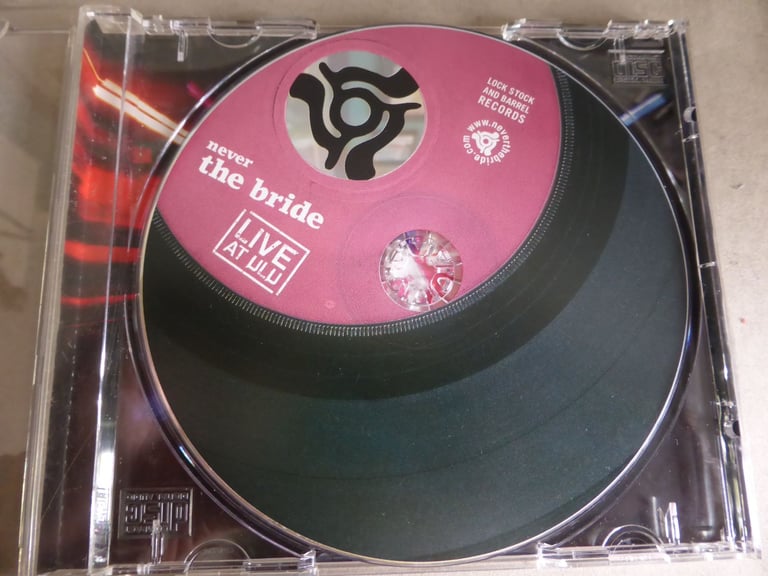 LOCK STOCK
AND BARREL
RECORDS
www.neverthebride.com
never
the bride
LIVE
AT ULU